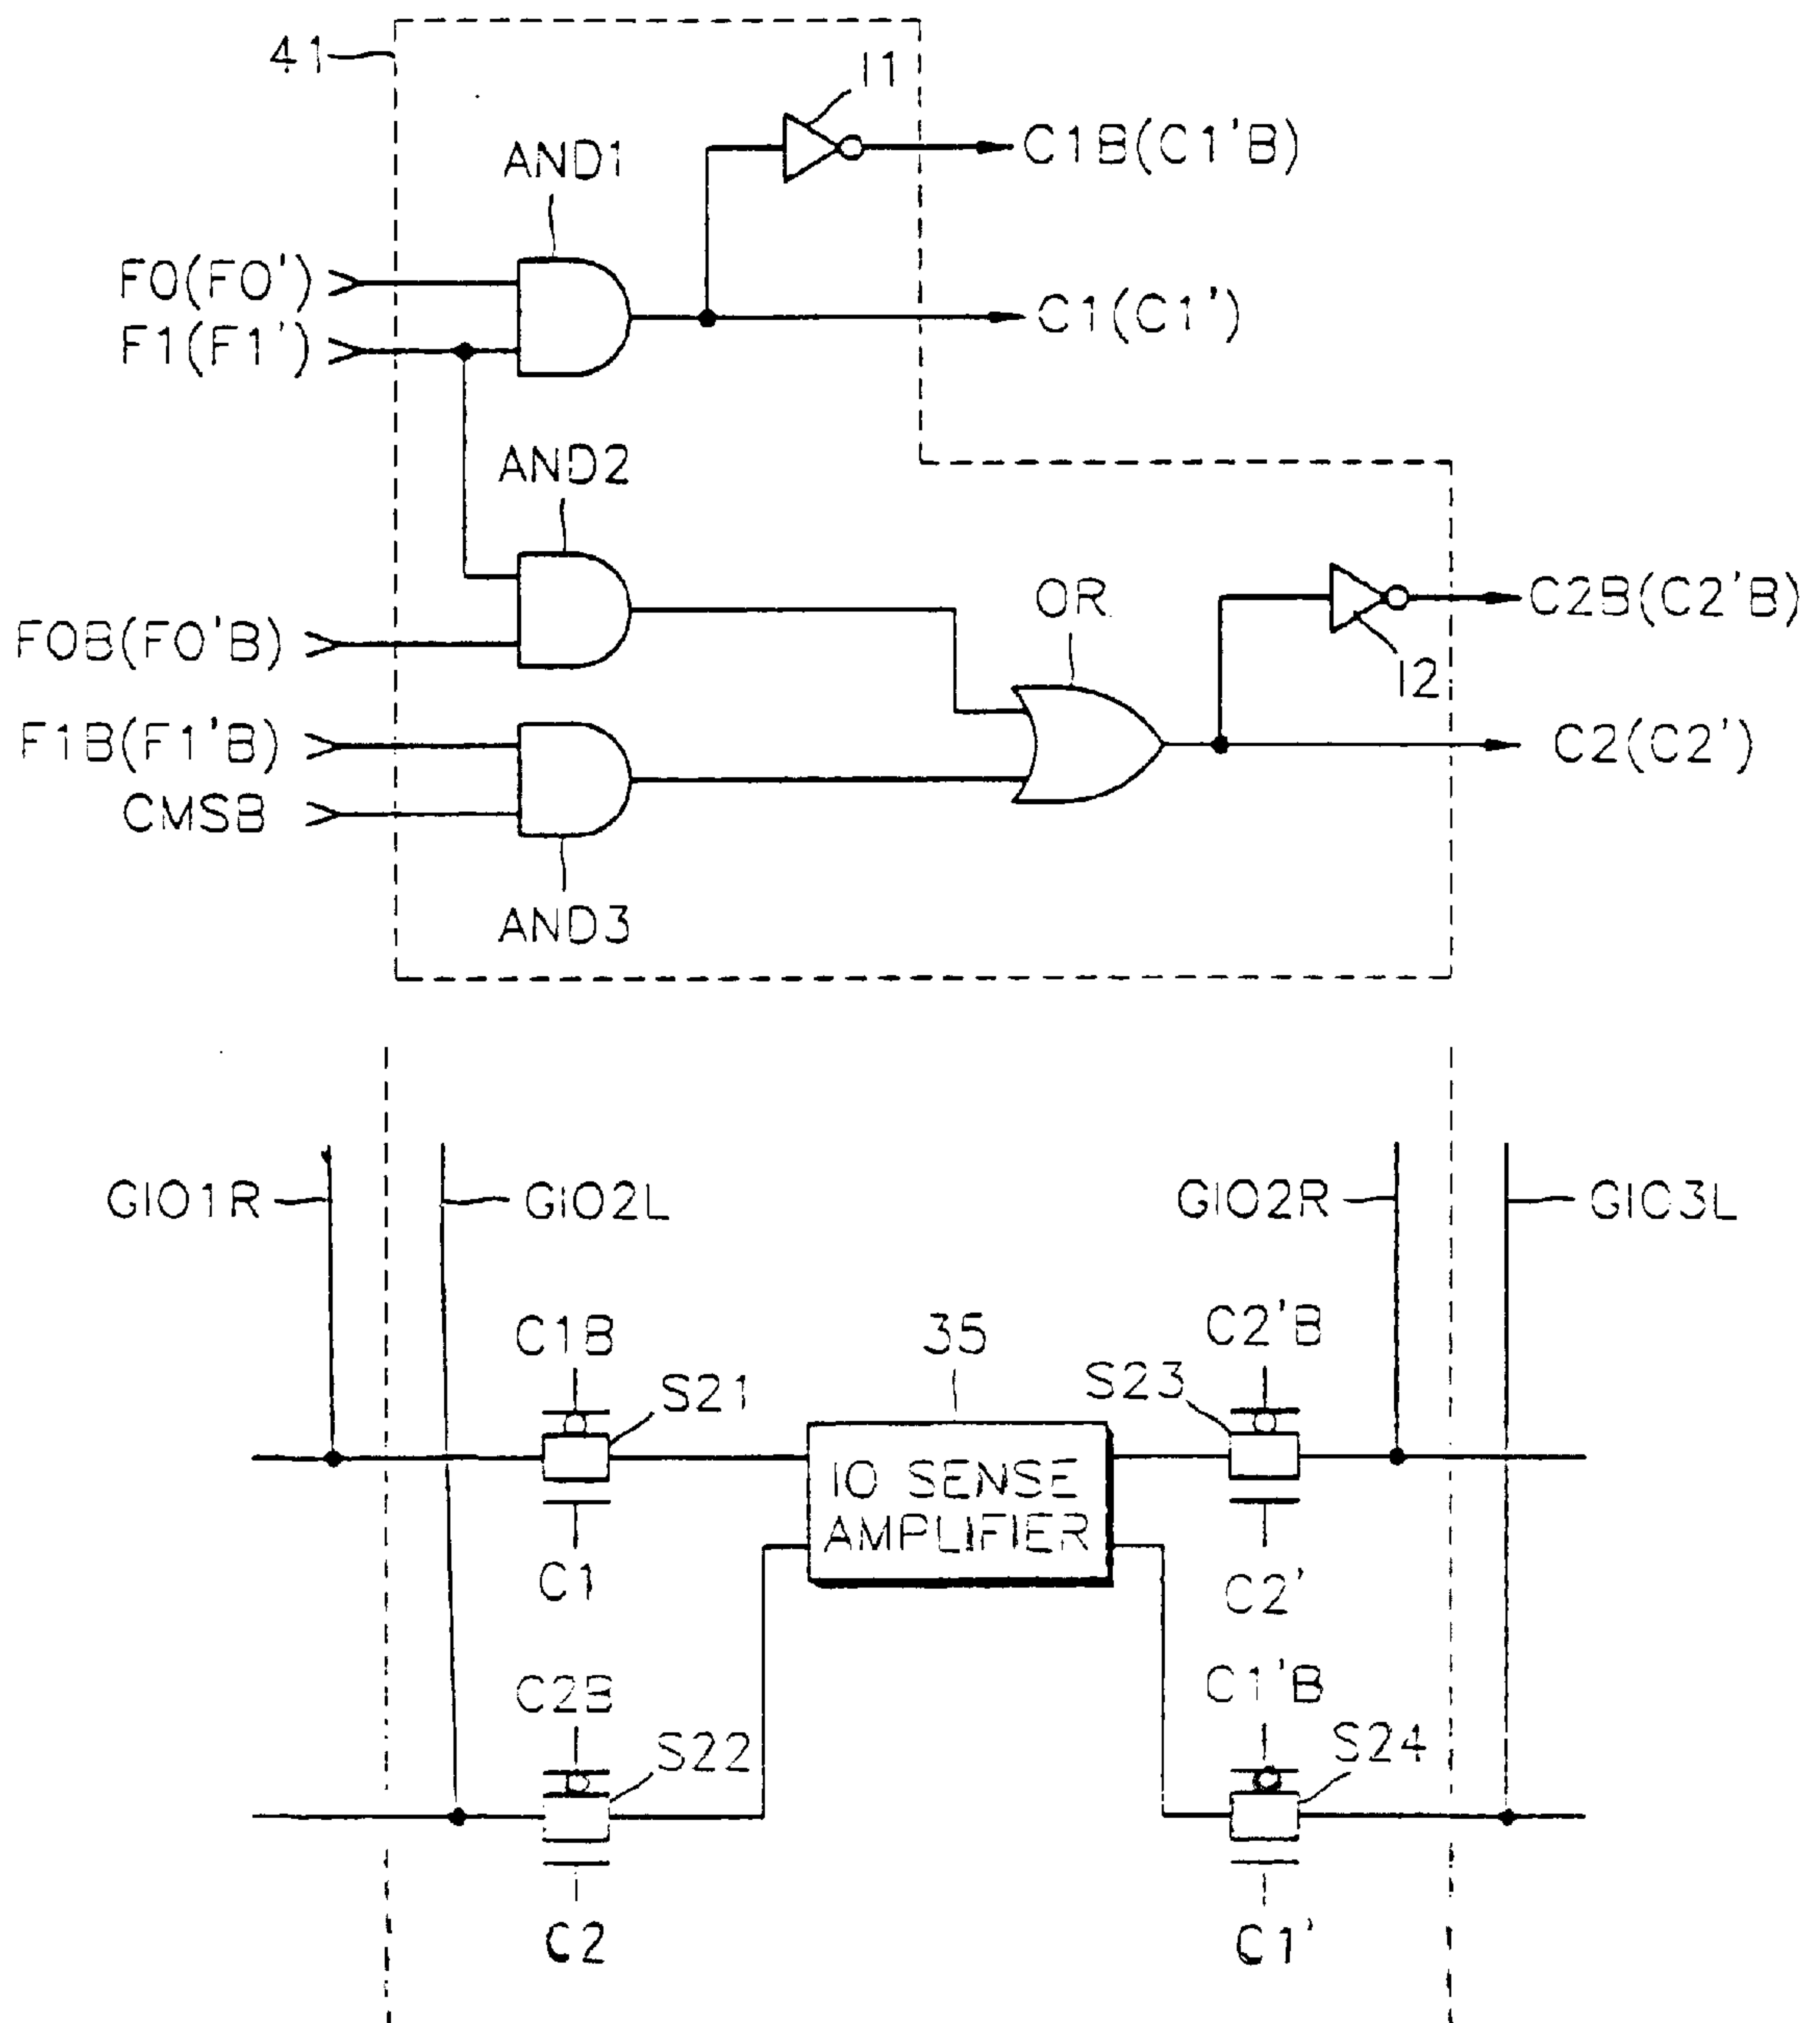 41
I1
C1B(C1'B)
AND1
F0(F0')
C1(C1')
F1(F1')
AND2
OR
C2B(C2'B)
F0B(F0'B)
I2
F1B(F1'B)
C2(C2')
CMSB
AND3
GIO1R
GIO2L
GIO2R
GIO3L
C1B
35
C2'B
S21
S23
IO SENSE
AMPLIFIER
C1
C2'
C2B
C1'B
S22
S24
C2
C1'